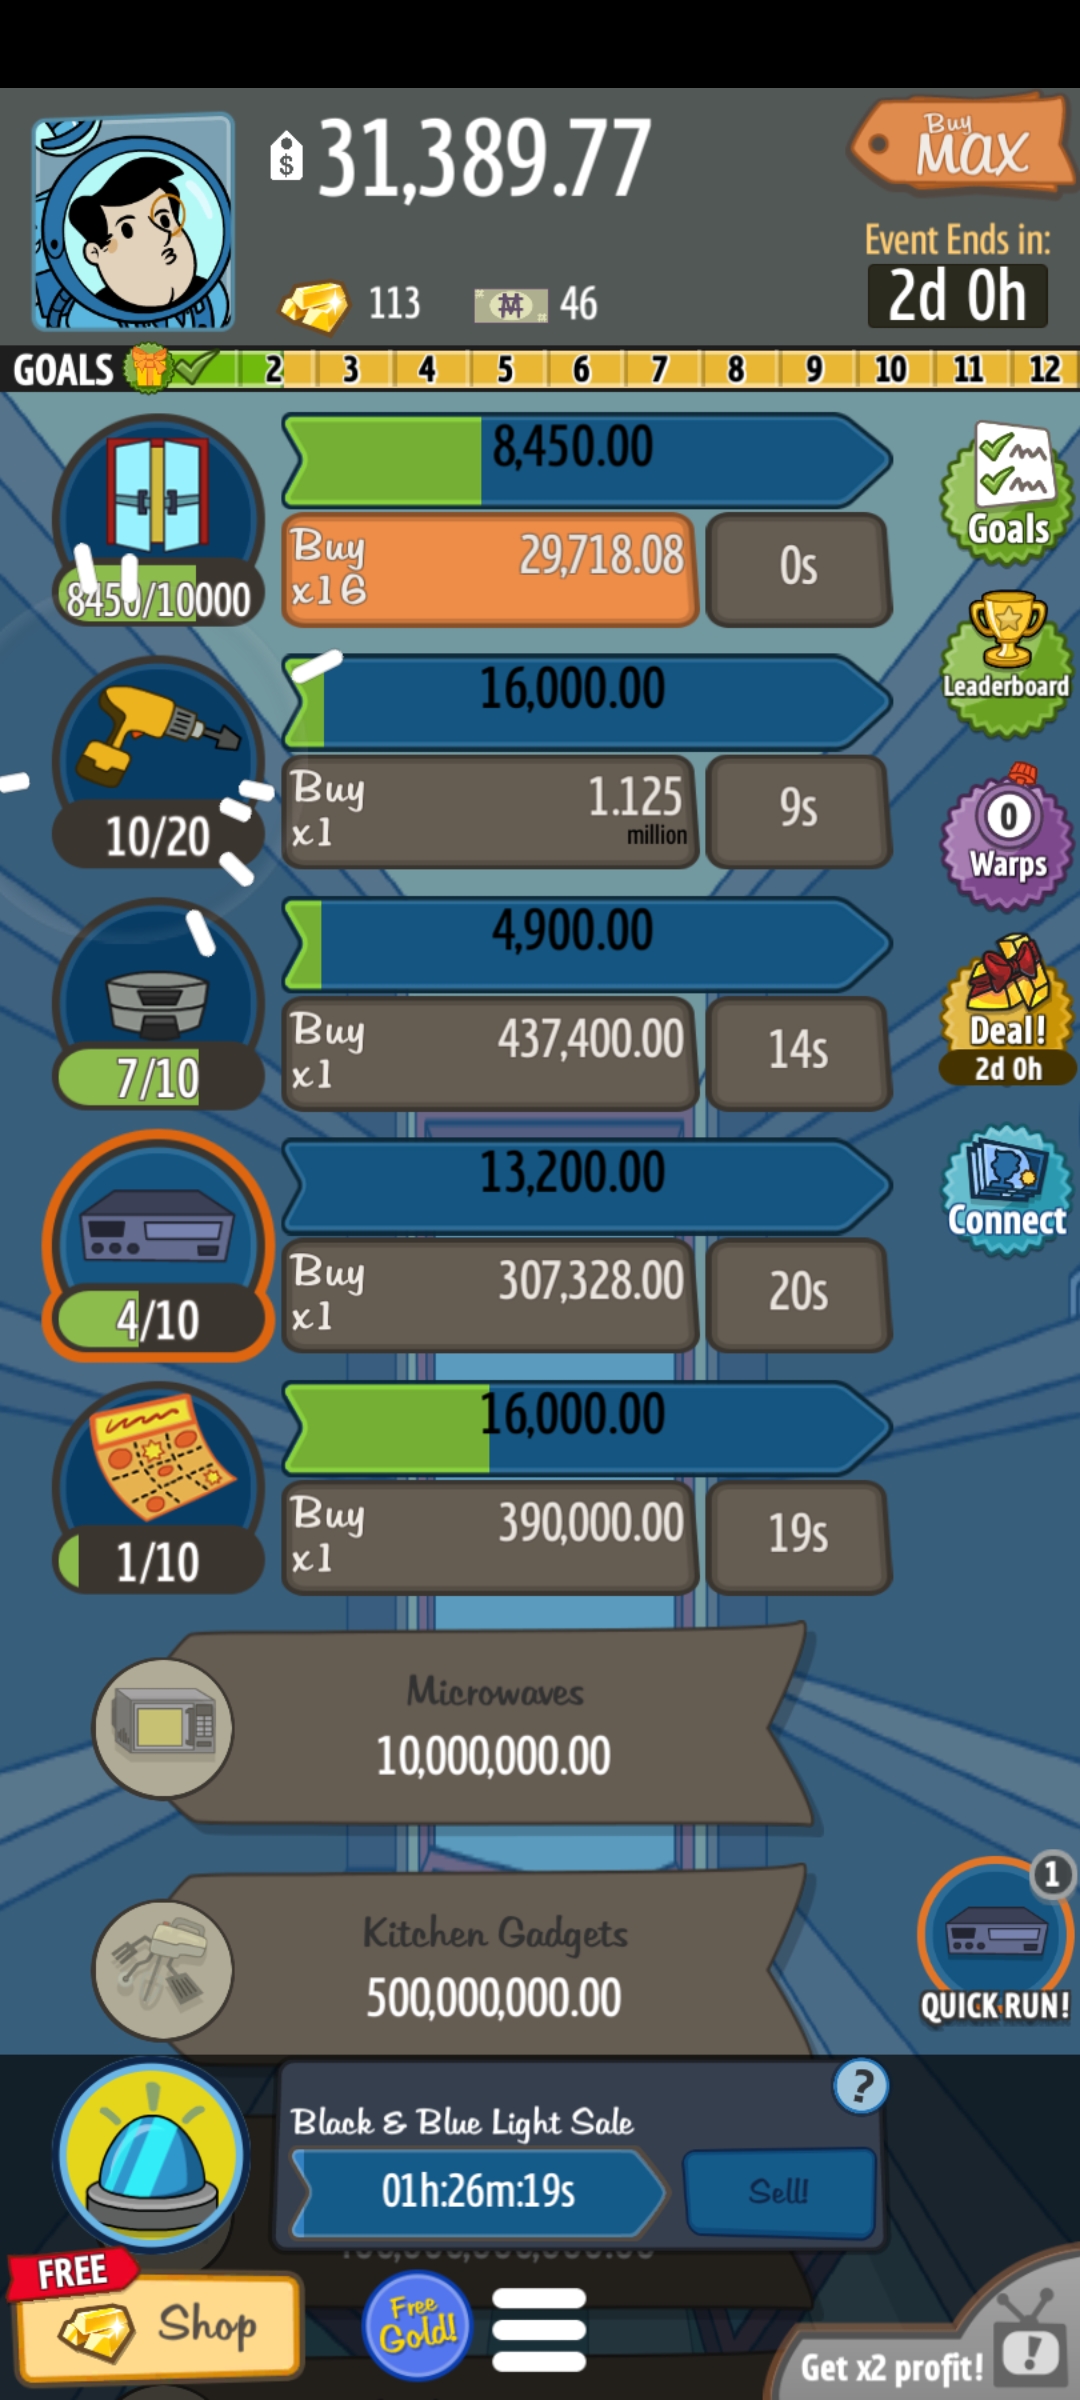 31,389.77
Buy
MAX
Event Ends in:
2d 0h
113
46
GOALS 2 3 4 5 6 7 8 9 10 11 12
8,450.00
Buy
x16
29,718.08
0s
8450/10000
Goals
16,000.00
Leaderboard
Buy
x1
1.125
million
9s
10/20
0
Warps
4,900.00
Buy
x1
437,400.00
14s
7/10
Deal!
2d 0h
13,200.00
Buy
x1
307,328.00
20s
4/10
Connect
16,000.00
Buy
x1
390,000.00
19s
1/10
Microwaves
10,000,000.00
Kitchen Gadgets
500,000,000.00
1
QUICK RUN!
Black & Blue Light Sale
?
01h:26m:19s
Sell!
FREE
Shop
Free
Gold!
Get x2 profit!